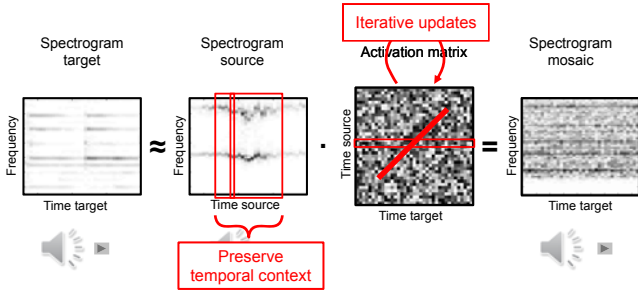 Iterative updates
Spectrogram
target
Spectrogram
source
Activation matrix
Spectrogram
mosaic
Frequency
≈
Frequency
·
Time source
=
Frequency
Time target
Time source
Time target
Time target
Preserve
temporal context